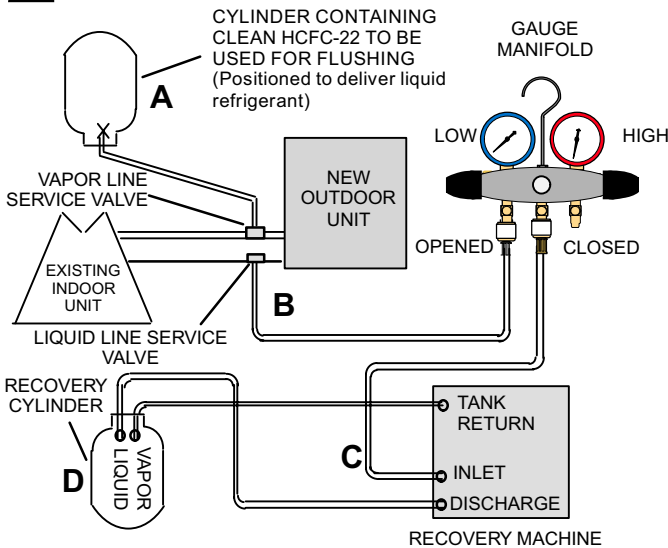 CYLINDER CONTAINING
CLEAN HCFC-22 TO BE
USED FOR FLUSHING
(Positioned to deliver liquid
refrigerant)
A
GAUGE
MANIFOLD
LOW
HIGH
VAPOR LINE
SERVICE VALVE
NEW
OUTDOOR
UNIT
EXISTING
INDOOR
UNIT
OPENED
CLOSED
B
LIQUID LINE SERVICE
VALVE
RECOVERY
CYLINDER
TANK
RETURN
C
D
LIQUID
VAPOR
INLET
DISCHARGE
RECOVERY MACHINE